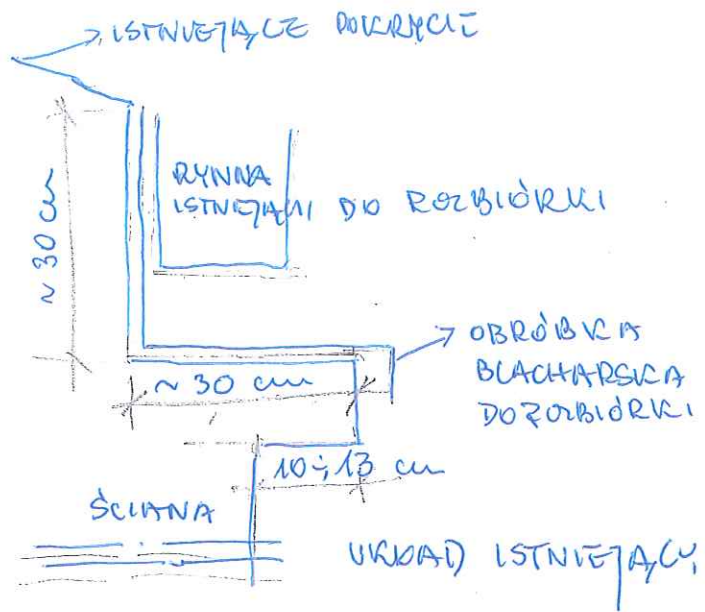 ISTNIEJĄCE POKRYCIE
~ 30 cm
RYNNA
ISTNIEJĄCA DO ROZBIÓRKI
OBRÓBKA
BLACHARSKA
DO ROZBIÓRKI
~ 30 cm
10÷13 cm
ŚCIANA
UKŁAD ISTNIEJĄCY